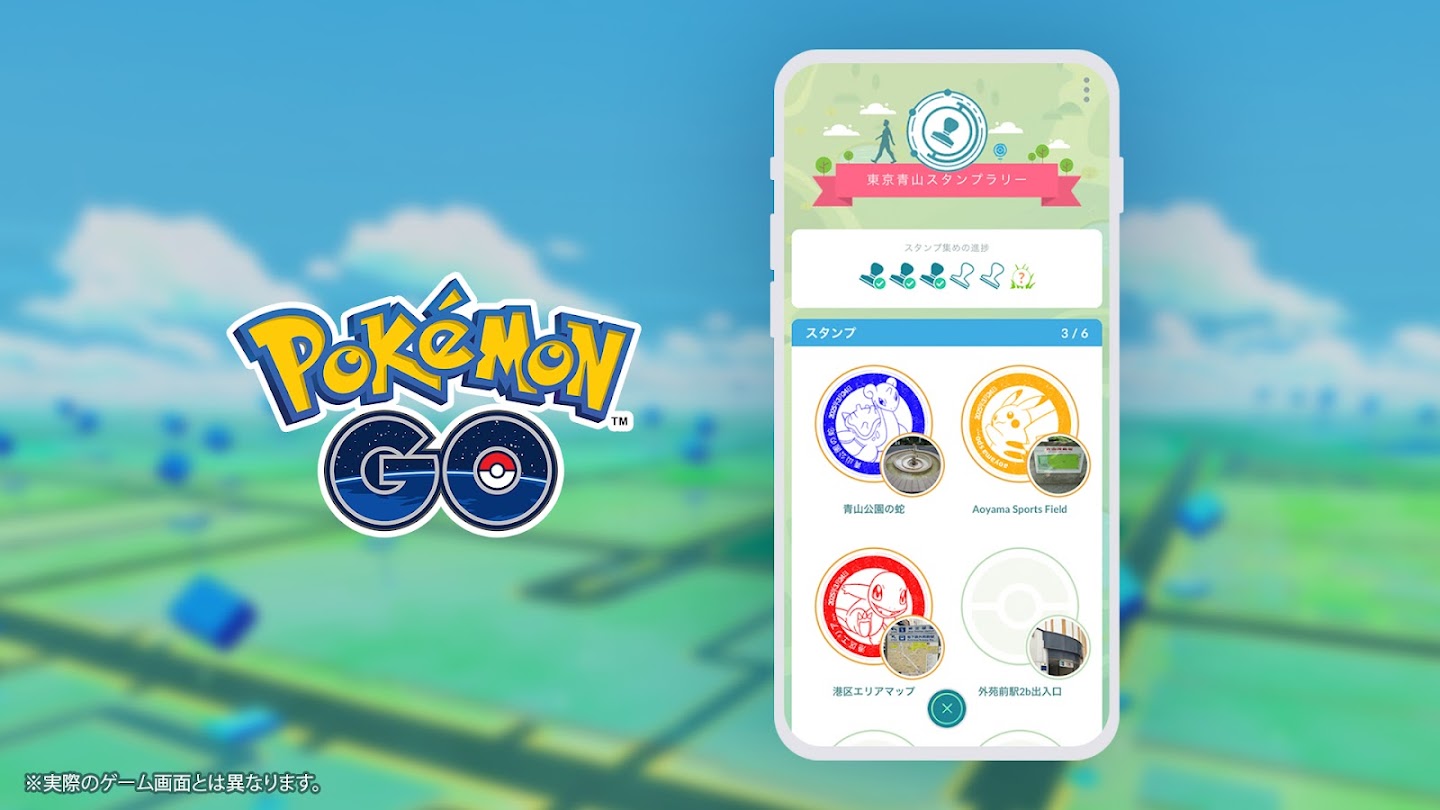 Pokémon
GO
TM
東京青山スタンプラリー
スタンプ集めの進捗
?
スタンプ
3 / 6
青山公園の蛇
Aoyama Sports Field
港区エリアマップ
外苑前駅2b出入口
※実際のゲーム画面とは異なります。